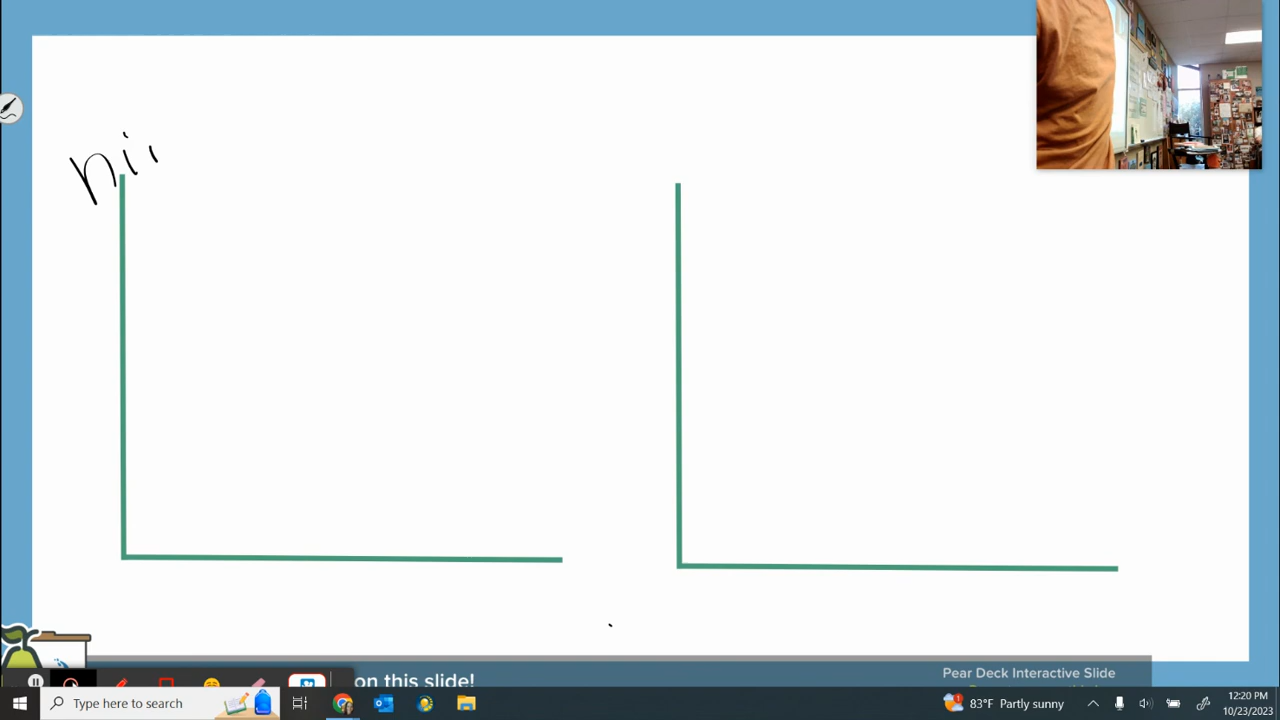 nii
on this slide!
Pear Deck Interactive Slide
Type here to search
83°F Partly sunny
12:20 PM
10/23/2023